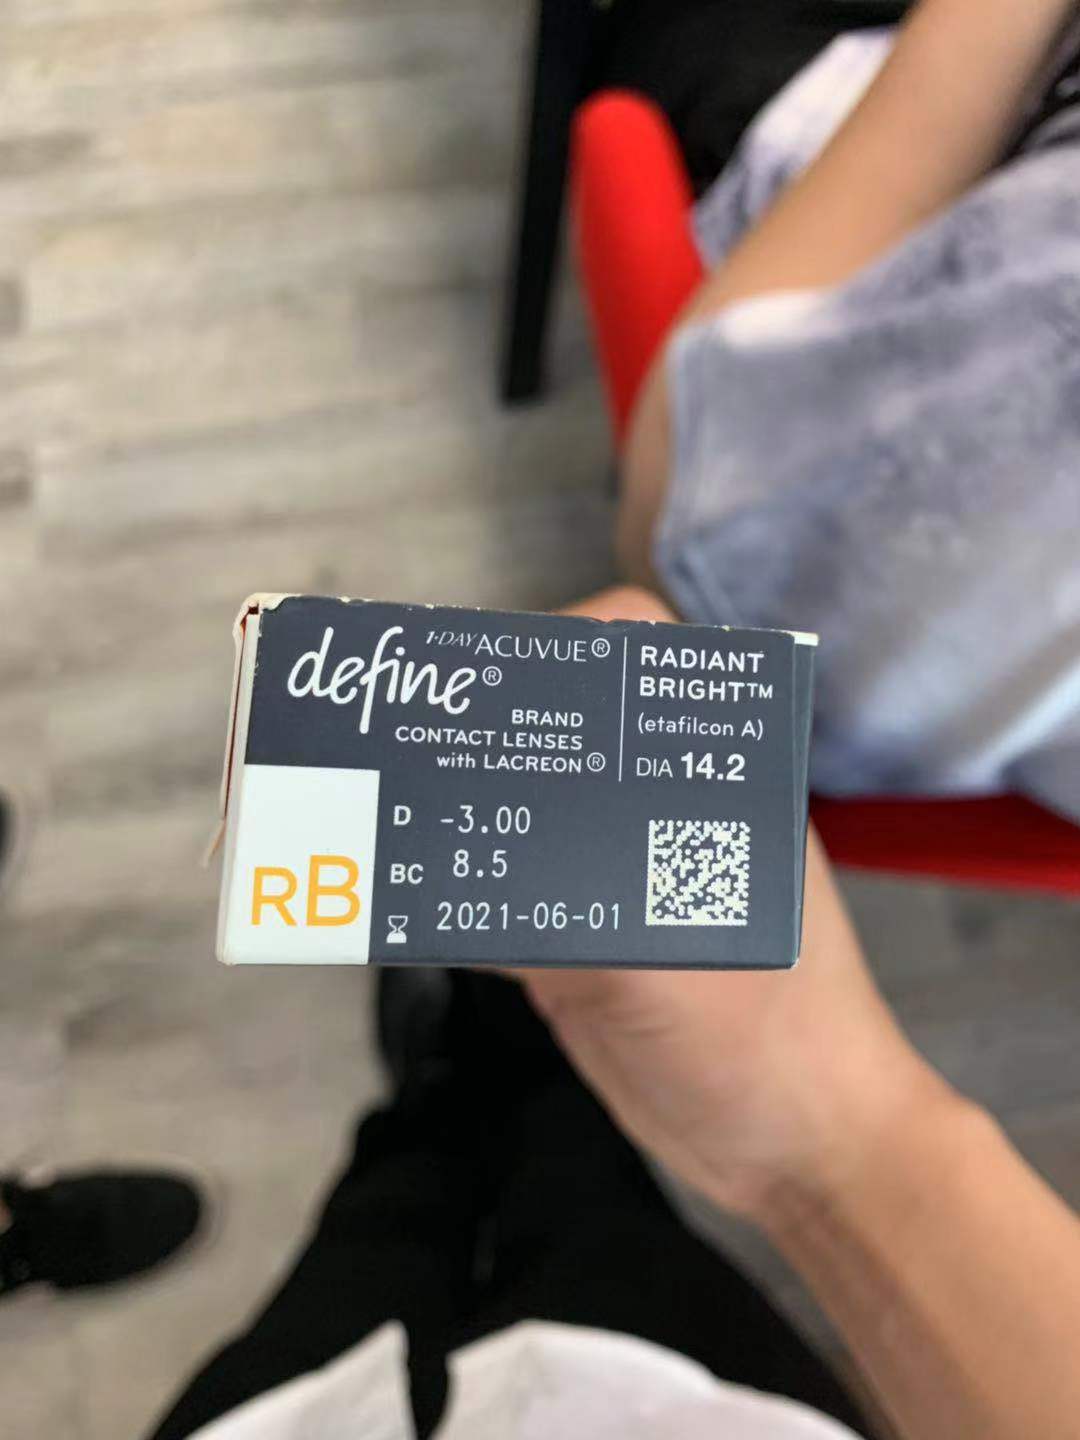 1·DAY ACUVUE®
define®
BRAND
CONTACT LENSES
with LACREON®
RADIANT
BRIGHT™
(etafilcon A)
DIA 14.2
RB
D -3.00
BC 8.5
2021-06-01